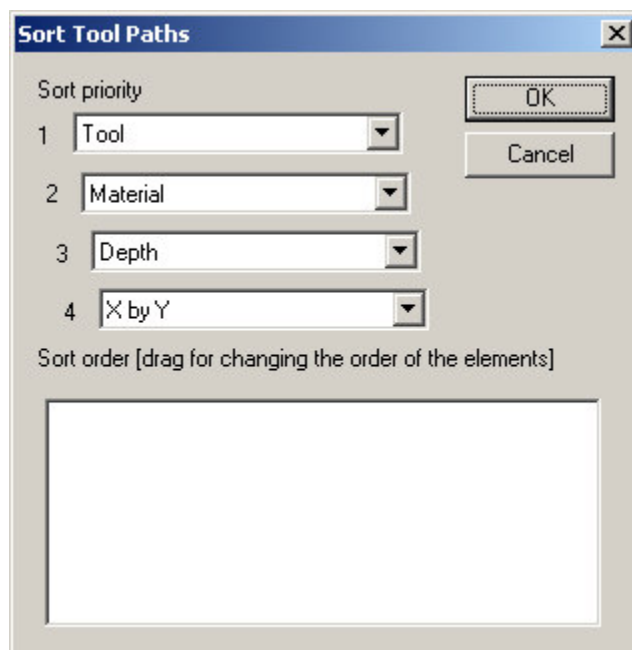 Sort Tool Paths
Sort priority
OK
1 Tool
Cancel
2 Material
3 Depth
4 X by Y
Sort order [drag for changing the order of the elements]